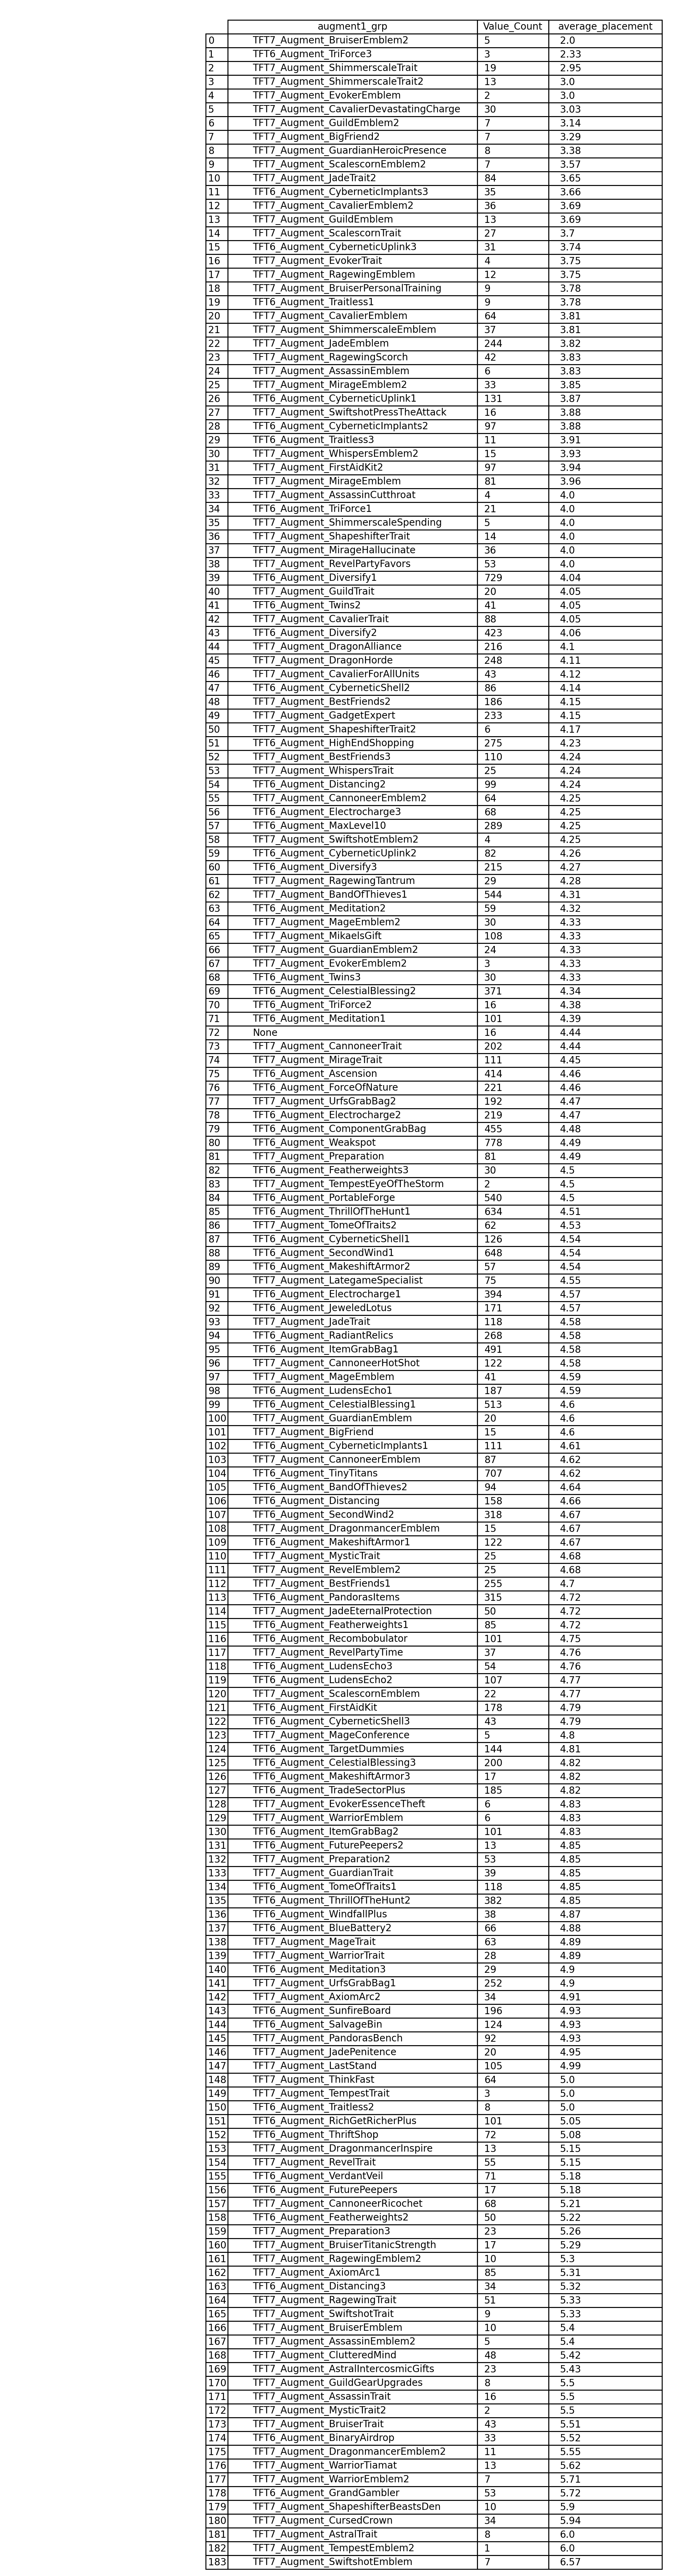 augment1_grp Value_Count average_placement
0 TFT7_Augment_BruiserEmblem2 5 2.0
1 TFT6_Augment_TriForce3 3 2.33
2 TFT7_Augment_ShimmerscaleTrait 19 2.95
3 TFT7_Augment_ShimmerscaleTrait2 13 3.0
4 TFT7_Augment_EvokerEmblem 2 3.0
5 TFT7_Augment_CavalierDevastatingCharge 30 3.03
6 TFT7_Augment_GuildEmblem2 7 3.14
7 TFT7_Augment_BigFriend2 7 3.29
8 TFT7_Augment_GuardianHeroicPresence 8 3.38
9 TFT7_Augment_ScalescornEmblem2 7 3.57
10 TFT7_Augment_JadeTrait2 84 3.65
11 TFT6_Augment_CyberneticImplants3 35 3.66
12 TFT7_Augment_CavalierEmblem2 36 3.69
13 TFT7_Augment_GuildEmblem 13 3.69
14 TFT7_Augment_ScalescornTrait 27 3.7
15 TFT6_Augment_CyberneticUplink3 31 3.74
16 TFT7_Augment_EvokerTrait 4 3.75
17 TFT7_Augment_RagewingEmblem 12 3.75
18 TFT7_Augment_BruiserPersonalTraining 9 3.78
19 TFT6_Augment_Traitless1 9 3.78
20 TFT7_Augment_CavalierEmblem 64 3.81
21 TFT7_Augment_ShimmerscaleEmblem 37 3.81
22 TFT7_Augment_JadeEmblem 244 3.82
23 TFT7_Augment_RagewingScorch 42 3.83
24 TFT7_Augment_AssassinEmblem 6 3.83
25 TFT7_Augment_MirageEmblem2 33 3.85
26 TFT6_Augment_CyberneticUplink1 131 3.87
27 TFT7_Augment_SwiftshotPressTheAttack 16 3.88
28 TFT6_Augment_CyberneticImplants2 97 3.88
29 TFT6_Augment_Traitless3 11 3.91
30 TFT7_Augment_WhispersEmblem2 15 3.93
31 TFT7_Augment_FirstAidKit2 97 3.94
32 TFT7_Augment_MirageEmblem 81 3.96
33 TFT7_Augment_AssassinCutthroat 4 4.0
34 TFT6_Augment_TriForce1 21 4.0
35 TFT7_Augment_ShimmerscaleSpending 5 4.0
36 TFT7_Augment_ShapeshifterTrait 14 4.0
37 TFT7_Augment_MirageHallucinate 36 4.0
38 TFT7_Augment_RevelPartyFavors 53 4.0
39 TFT6_Augment_Diversify1 729 4.04
40 TFT7_Augment_GuildTrait 20 4.05
41 TFT6_Augment_Twins2 41 4.05
42 TFT7_Augment_CavalierTrait 88 4.05
43 TFT6_Augment_Diversify2 423 4.06
44 TFT7_Augment_DragonAlliance 216 4.1
45 TFT7_Augment_DragonHorde 248 4.11
46 TFT7_Augment_CavalierForAllUnits 43 4.12
47 TFT6_Augment_CyberneticShell2 86 4.14
48 TFT7_Augment_BestFriends2 186 4.15
49 TFT7_Augment_GadgetExpert 233 4.15
50 TFT7_Augment_ShapeshifterTrait2 6 4.17
51 TFT6_Augment_HighEndShopping 275 4.23
52 TFT7_Augment_BestFriends3 110 4.24
53 TFT7_Augment_WhispersTrait 25 4.24
54 TFT6_Augment_Distancing2 99 4.24
55 TFT7_Augment_CannoneerEmblem2 64 4.25
56 TFT6_Augment_Electrocharge3 68 4.25
57 TFT6_Augment_MaxLevel10 289 4.25
58 TFT7_Augment_SwiftshotEmblem2 4 4.25
59 TFT6_Augment_CyberneticUplink2 82 4.26
60 TFT6_Augment_Diversify3 215 4.27
61 TFT7_Augment_RagewingTantrum 29 4.28
62 TFT7_Augment_BandOfThieves1 544 4.31
63 TFT6_Augment_Meditation2 59 4.32
64 TFT7_Augment_MageEmblem2 30 4.33
65 TFT7_Augment_MikaelsGift 108 4.33
66 TFT7_Augment_GuardianEmblem2 24 4.33
67 TFT7_Augment_EvokerEmblem2 3 4.33
68 TFT6_Augment_Twins3 30 4.33
69 TFT6_Augment_CelestialBlessing2 371 4.34
70 TFT6_Augment_TriForce2 16 4.38
71 TFT6_Augment_Meditation1 101 4.39
72 None 16 4.44
73 TFT7_Augment_CannoneerTrait 202 4.44
74 TFT7_Augment_MirageTrait 111 4.45
75 TFT6_Augment_Ascension 414 4.46
76 TFT6_Augment_ForceOfNature 221 4.46
77 TFT7_Augment_UrfsGrabBag2 192 4.47
78 TFT6_Augment_Electrocharge2 219 4.47
79 TFT6_Augment_ComponentGrabBag 455 4.48
80 TFT6_Augment_Weakspot 778 4.49
81 TFT7_Augment_Preparation 81 4.49
82 TFT6_Augment_Featherweights3 30 4.5
83 TFT7_Augment_TempestEyeOfTheStorm 2 4.5
84 TFT6_Augment_PortableForge 540 4.5
85 TFT6_Augment_ThrillOfTheHunt1 634 4.51
86 TFT7_Augment_TomeOfTraits2 62 4.53
87 TFT6_Augment_CyberneticShell1 126 4.54
88 TFT6_Augment_SecondWind1 648 4.54
89 TFT6_Augment_MakeshiftArmor2 57 4.54
90 TFT7_Augment_LategameSpecialist 75 4.55
91 TFT6_Augment_Electrocharge1 394 4.57
92 TFT6_Augment_JeweledLotus 171 4.57
93 TFT7_Augment_JadeTrait 118 4.58
94 TFT6_Augment_RadiantRelics 268 4.58
95 TFT6_Augment_ItemGrabBag1 491 4.58
96 TFT7_Augment_CannoneerHotShot 122 4.58
97 TFT7_Augment_MageEmblem 41 4.59
98 TFT6_Augment_LudensEcho1 187 4.59
99 TFT6_Augment_CelestialBlessing1 513 4.6
100 TFT7_Augment_GuardianEmblem 20 4.6
101 TFT7_Augment_BigFriend 15 4.6
102 TFT6_Augment_CyberneticImplants1 111 4.61
103 TFT7_Augment_CannoneerEmblem 87 4.62
104 TFT6_Augment_TinyTitans 707 4.62
105 TFT6_Augment_BandOfThieves2 94 4.64
106 TFT6_Augment_Distancing 158 4.66
107 TFT6_Augment_SecondWind2 318 4.67
108 TFT7_Augment_DragonmancerEmblem 15 4.67
109 TFT6_Augment_MakeshiftArmor1 122 4.67
110 TFT7_Augment_MysticTrait 25 4.68
111 TFT7_Augment_RevelEmblem2 25 4.68
112 TFT7_Augment_BestFriends1 255 4.7
113 TFT6_Augment_PandorasItems 315 4.72
114 TFT7_Augment_JadeEternalProtection 50 4.72
115 TFT6_Augment_Featherweights1 85 4.72
116 TFT6_Augment_Recombobulator 101 4.75
117 TFT7_Augment_RevelPartyTime 37 4.76
118 TFT6_Augment_LudensEcho3 54 4.76
119 TFT6_Augment_LudensEcho2 107 4.77
120 TFT7_Augment_ScalescornEmblem 22 4.77
121 TFT6_Augment_FirstAidKit 178 4.79
122 TFT6_Augment_CyberneticShell3 43 4.79
123 TFT7_Augment_MageConference 5 4.8
124 TFT6_Augment_TargetDummies 144 4.81
125 TFT6_Augment_CelestialBlessing3 200 4.82
126 TFT6_Augment_MakeshiftArmor3 17 4.82
127 TFT6_Augment_TradeSectorPlus 185 4.82
128 TFT7_Augment_EvokerEssenceTheft 6 4.83
129 TFT7_Augment_WarriorEmblem 6 4.83
130 TFT6_Augment_ItemGrabBag2 101 4.83
131 TFT6_Augment_FuturePeepers2 13 4.85
132 TFT7_Augment_Preparation2 53 4.85
133 TFT7_Augment_GuardianTrait 39 4.85
134 TFT6_Augment_TomeOfTraits1 118 4.85
135 TFT6_Augment_ThrillOfTheHunt2 382 4.85
136 TFT6_Augment_WindfallPlus 38 4.87
137 TFT6_Augment_BlueBattery2 66 4.88
138 TFT7_Augment_MageTrait 63 4.89
139 TFT7_Augment_WarriorTrait 28 4.89
140 TFT6_Augment_Meditation3 29 4.9
141 TFT7_Augment_UrfsGrabBag1 252 4.9
142 TFT7_Augment_AxiomArc2 34 4.91
143 TFT6_Augment_SunfireBoard 196 4.93
144 TFT6_Augment_SalvageBin 124 4.93
145 TFT7_Augment_PandorasBench 92 4.93
146 TFT7_Augment_JadePenitence 20 4.95
147 TFT7_Augment_LastStand 105 4.99
148 TFT7_Augment_ThinkFast 64 5.0
149 TFT7_Augment_TempestTrait 3 5.0
150 TFT6_Augment_Traitless2 8 5.0
151 TFT6_Augment_RichGetRicherPlus 101 5.05
152 TFT6_Augment_ThriftShop 72 5.08
153 TFT7_Augment_DragonmancerInspire 13 5.15
154 TFT7_Augment_RevelTrait 55 5.15
155 TFT6_Augment_VerdantVeil 71 5.18
156 TFT6_Augment_FuturePeepers 17 5.18
157 TFT7_Augment_CannoneerRicochet 68 5.21
158 TFT6_Augment_Featherweights2 50 5.22
159 TFT7_Augment_Preparation3 23 5.26
160 TFT7_Augment_BruiserTitanicStrength 17 5.29
161 TFT7_Augment_RagewingEmblem2 10 5.3
162 TFT7_Augment_AxiomArc1 85 5.31
163 TFT6_Augment_Distancing3 34 5.32
164 TFT7_Augment_RagewingTrait 51 5.33
165 TFT7_Augment_SwiftshotTrait 9 5.33
166 TFT7_Augment_BruiserEmblem 10 5.4
167 TFT7_Augment_AssassinEmblem2 5 5.4
168 TFT7_Augment_ClutteredMind 48 5.42
169 TFT7_Augment_AstralIntercosmicGifts 23 5.43
170 TFT7_Augment_GuildGearUpgrades 8 5.5
171 TFT7_Augment_AssassinTrait 16 5.5
172 TFT7_Augment_MysticTrait2 2 5.5
173 TFT7_Augment_BruiserTrait 43 5.51
174 TFT6_Augment_BinaryAirdrop 33 5.52
175 TFT7_Augment_DragonmancerEmblem2 11 5.55
176 TFT7_Augment_WarriorTiamat 13 5.62
177 TFT7_Augment_WarriorEmblem2 7 5.71
178 TFT6_Augment_GrandGambler 53 5.72
179 TFT7_Augment_ShapeshifterBeastsDen 10 5.9
180 TFT7_Augment_CursedCrown 34 5.94
181 TFT7_Augment_AstralTrait 8 6.0
182 TFT7_Augment_TempestEmblem2 1 6.0
183 TFT7_Augment_SwiftshotEmblem 7 6.57